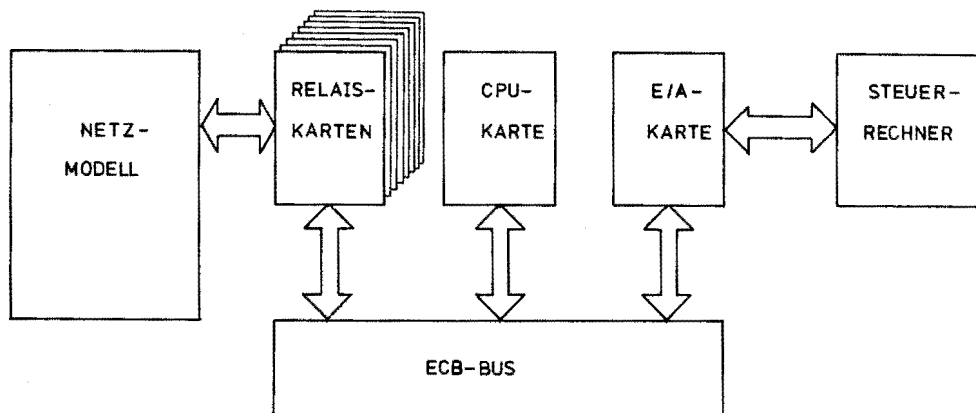 NETZ-
MODELL
RELAIS-
KARTEN
CPU-
KARTE
E/A-
KARTE
STEUER-
RECHNER
ECB-BUS